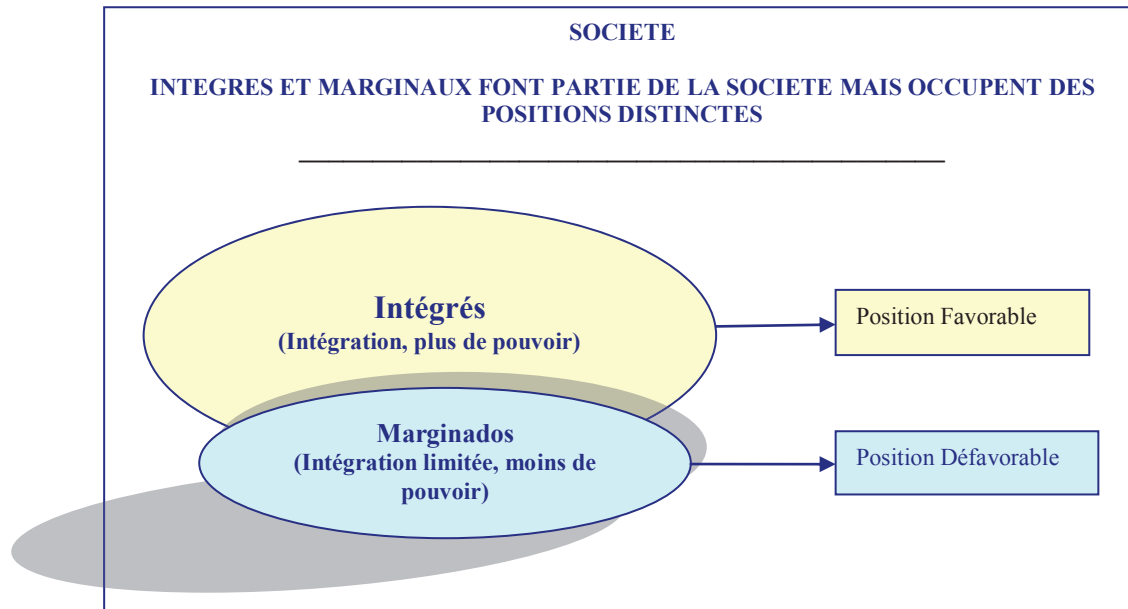 SOCIETE
INTEGRES ET MARGINAUX FONT PARTIE DE LA SOCIETE MAIS OCCUPENT DES
POSITIONS DISTINCTES
Intégrés
(Intégration, plus de pouvoir)
Position Favorable
Marginados
(Intégration limitée, moins de
pouvoir)
Position Défavorable